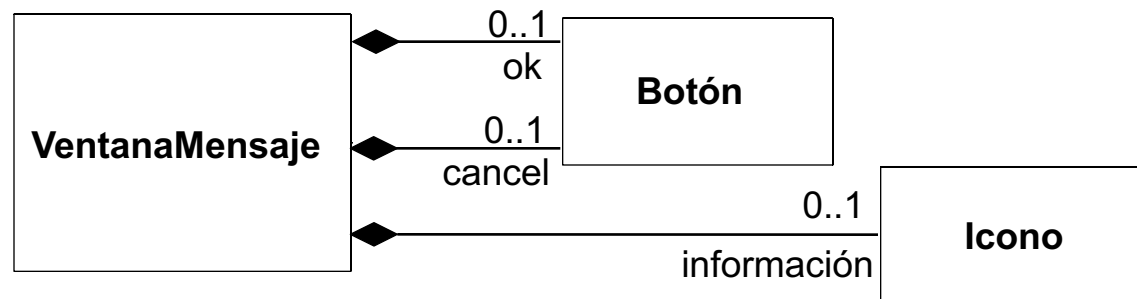 VentanaMensaje
0..1
ok
0..1
cancel
Botón
0..1
información
Icono